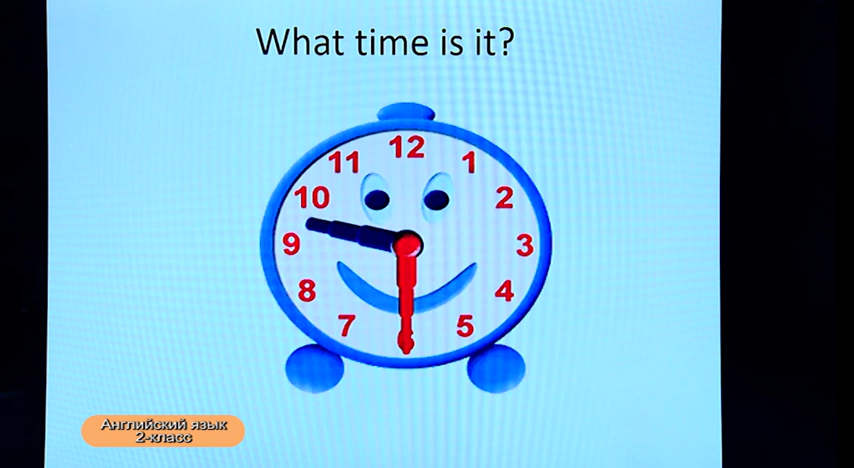 What time is it?
12
11 1
10 2
9 3
8 4
7 5
Английский язык
2-класс